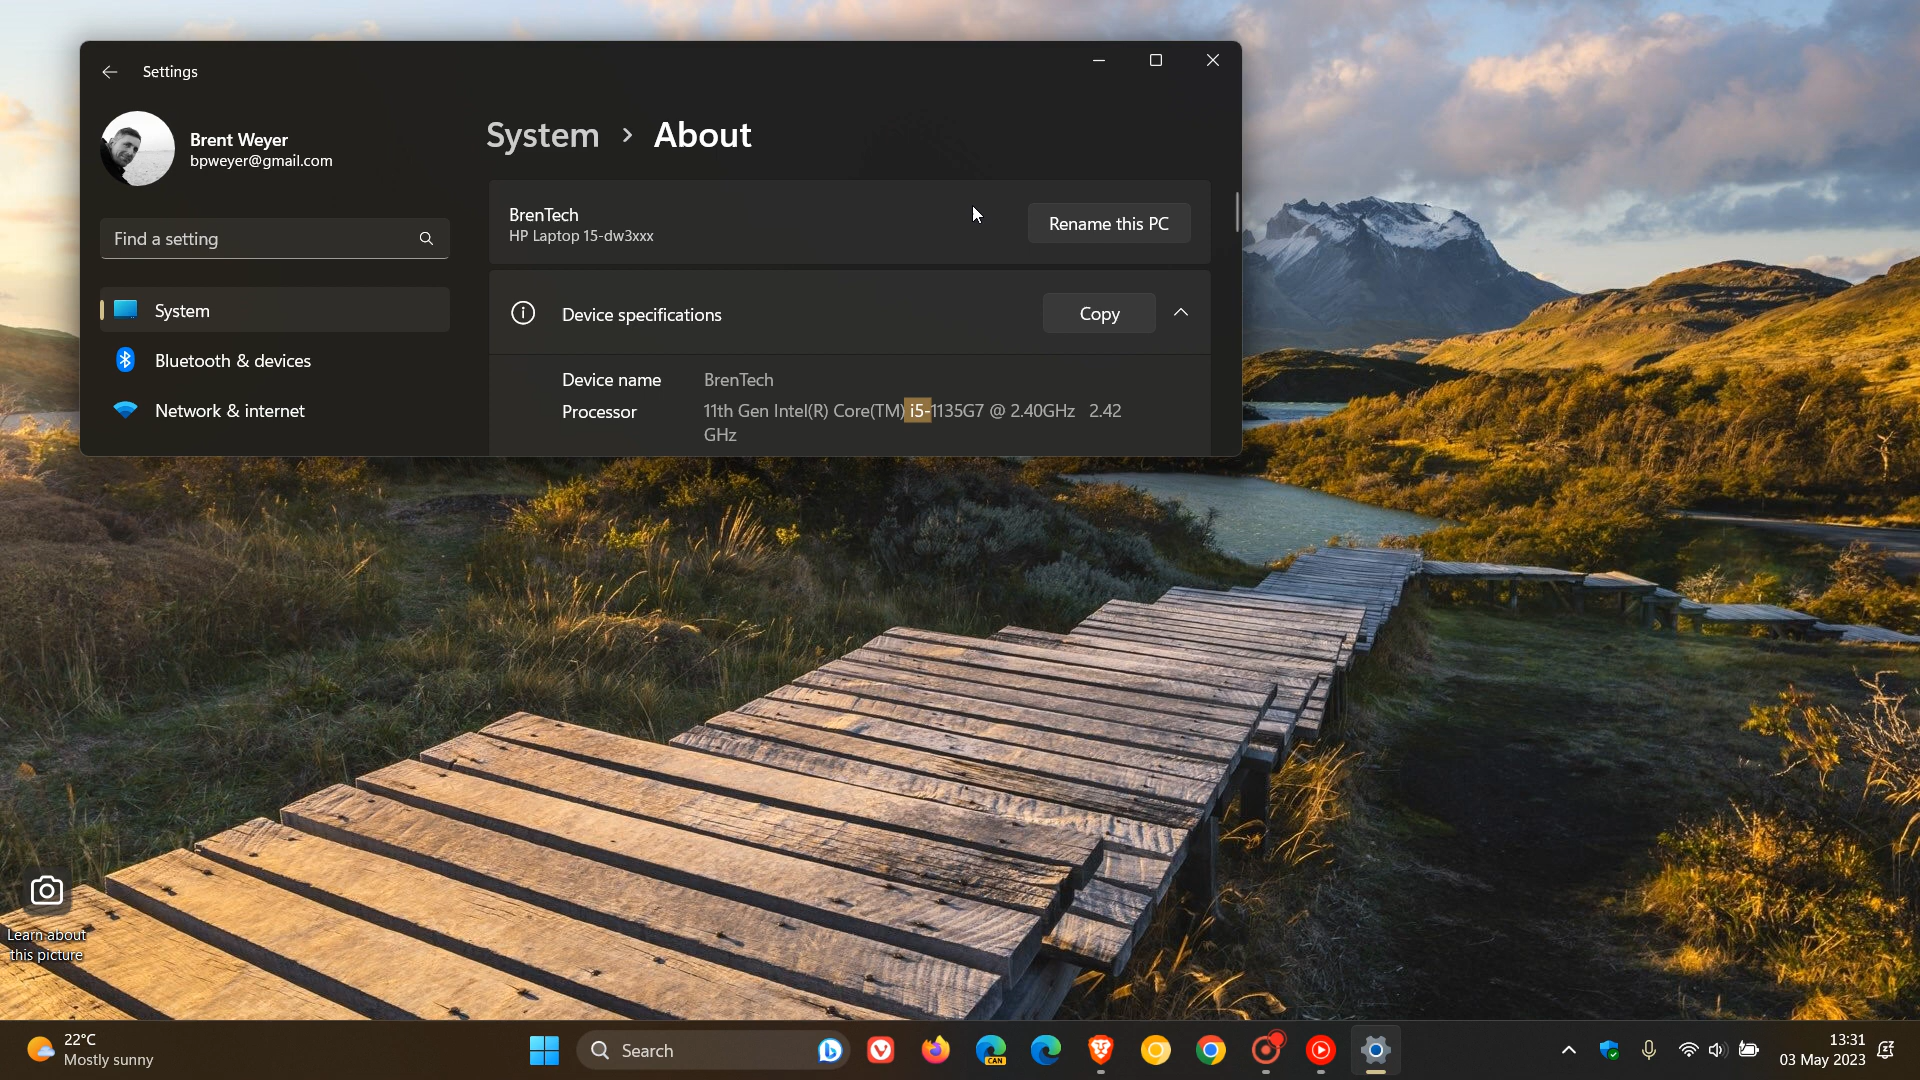 Settings
Brent Weyer
bpweyer@gmail.com
Find a setting
System
Bluetooth & devices
Network & internet
System > About
BrenTech
HP Laptop 15-dw3xxx
Rename this PC
Device specifications
Copy
Device name BrenTech
Processor 11th Gen Intel(R) Core(TM) i5-1135G7 @ 2.40GHz 2.42
GHz
Learn about
this picture
22°C
Mostly sunny
Search
CAN
13:31
03 May 2023